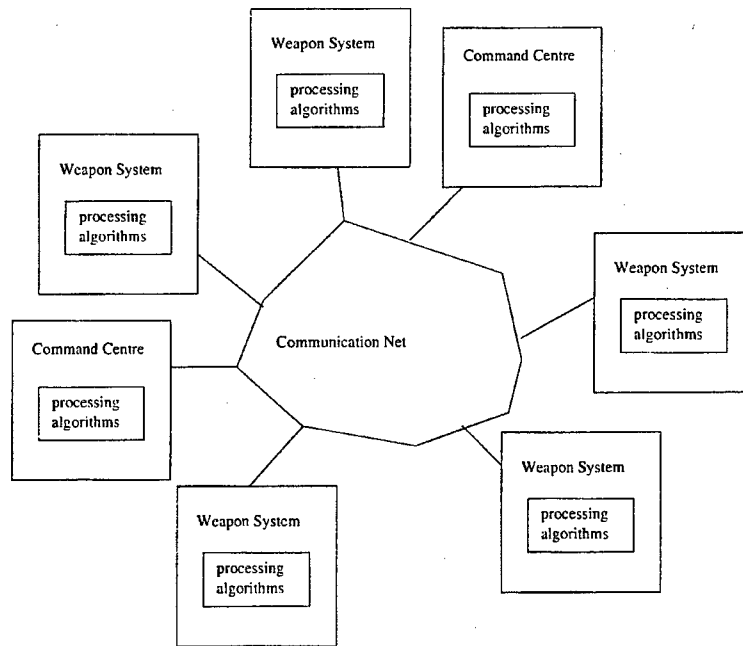 Weapon System
processing
algorithms
Command Centre
processing
algorithms
Weapon System
processing
algorithms
Weapon System
processing
algorithms
Communication Net
Command Centre
processing
algorithms
Weapon System
processing
algorithms
Weapon System
processing
algorithms